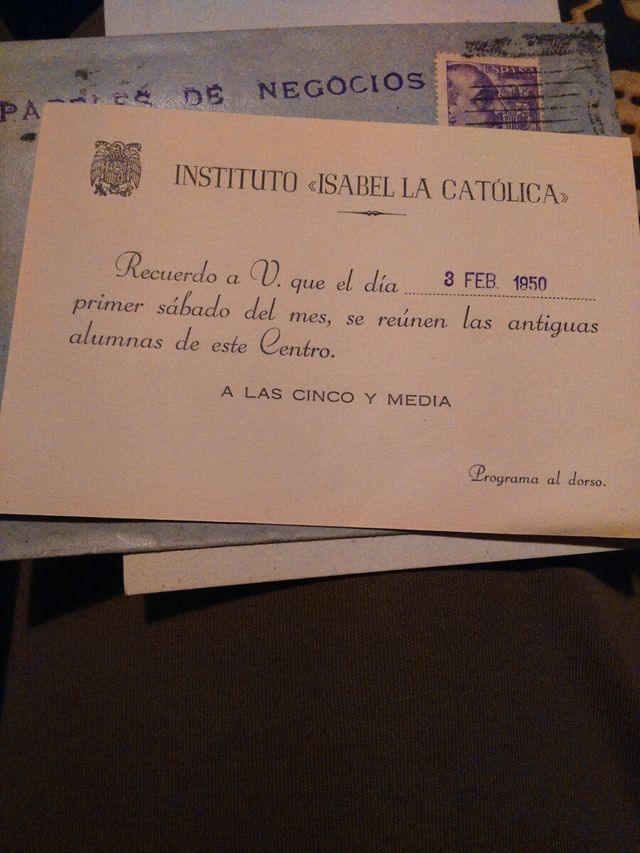 PAPELES DE NEGOCIOS
ESPAÑA
INSTITUTO «ISABEL LA CATÓLICA»
Recuerdo a V. que el día 3 FEB. 1950
primer sábado del mes, se reúnen las antiguas
alumnas de este Centro.
A LAS CINCO Y MEDIA
Programa al dorso.